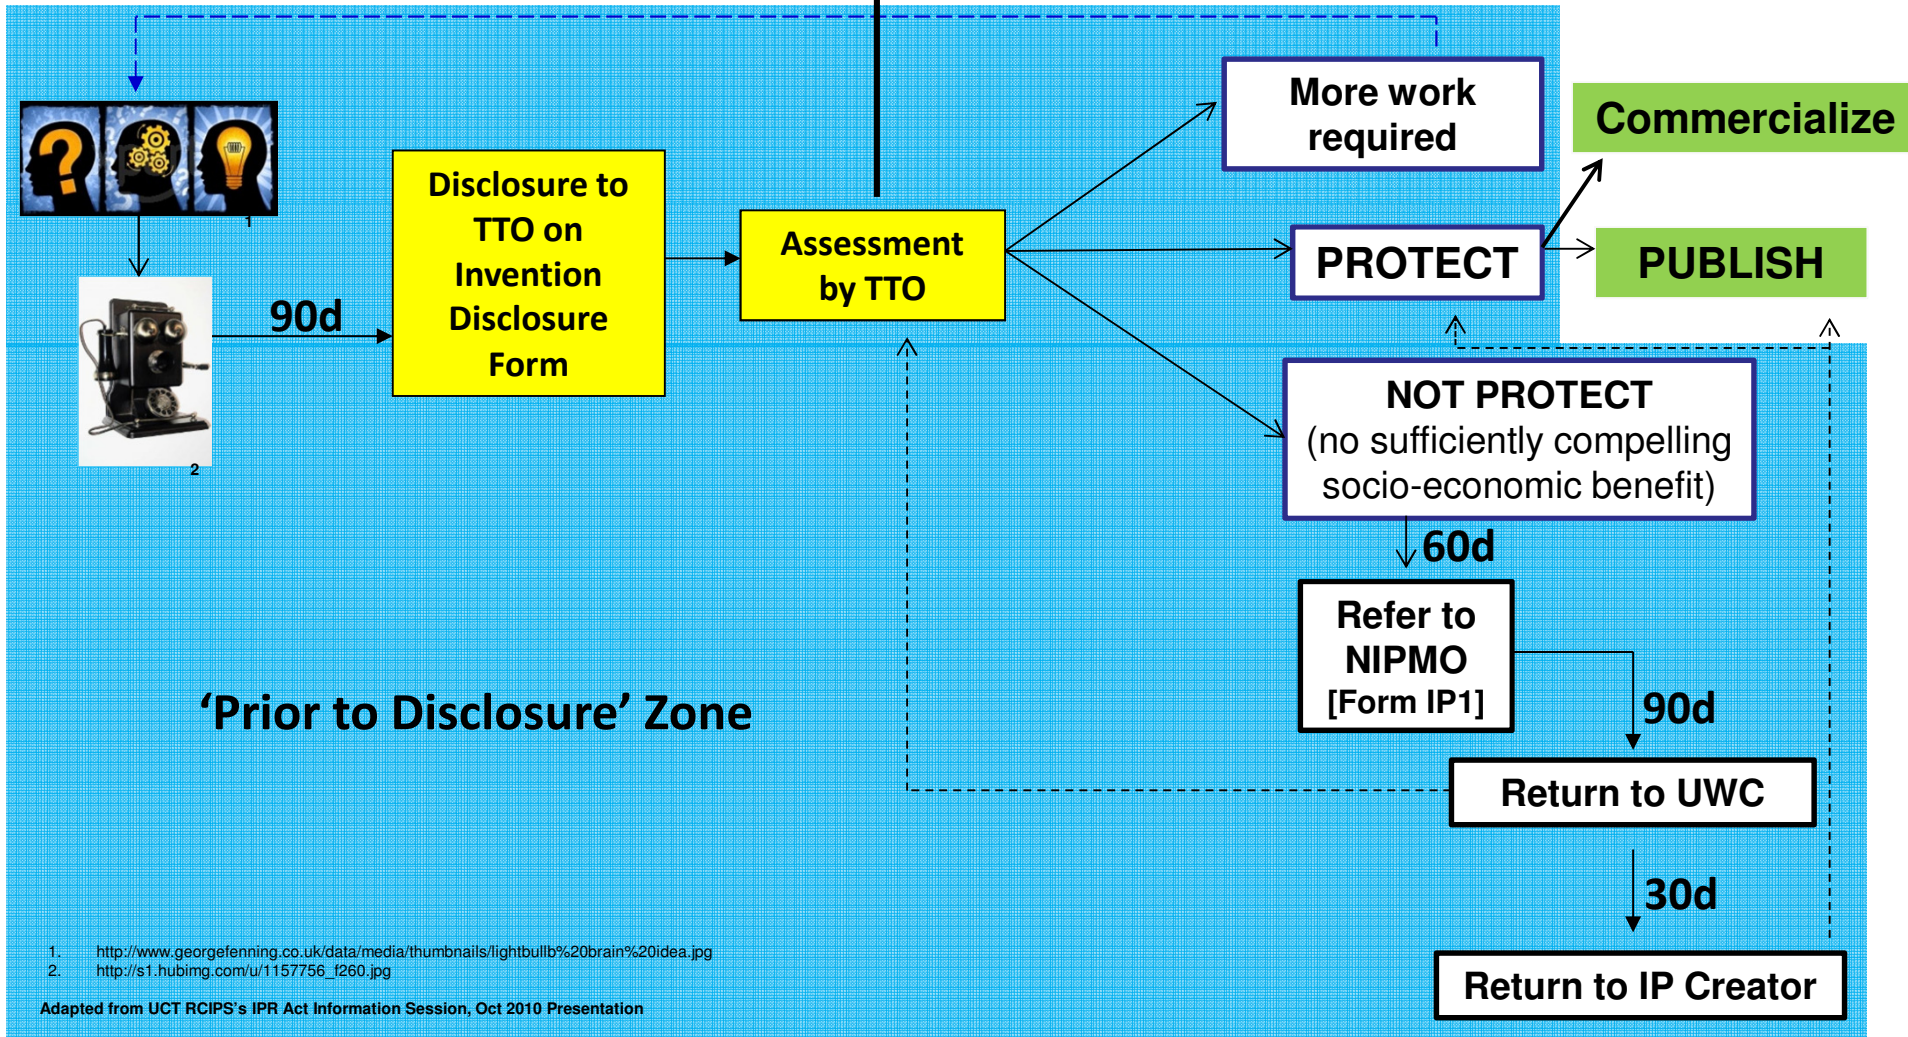 More work
required
Commercialize
1
Disclosure to
TTO on
Invention
Disclosure
Form
Assessment
by TTO
PROTECT
PUBLISH
90d
2
NOT PROTECT
(no sufficiently compelling
socio-economic benefit)
60d
Refer to
NIPMO
[Form IP1]
90d
‘Prior to Disclosure’ Zone
Return to UWC
30d
Return to IP Creator
1. http://www.georgefenning.co.uk/data/media/thumbnails/lightbullb%20brain%20idea.jpg
2. http://s1.hubimg.com/u/1157756_f260.jpg
Adapted from UCT RCIPS’s IPR Act Information Session, Oct 2010 Presentation